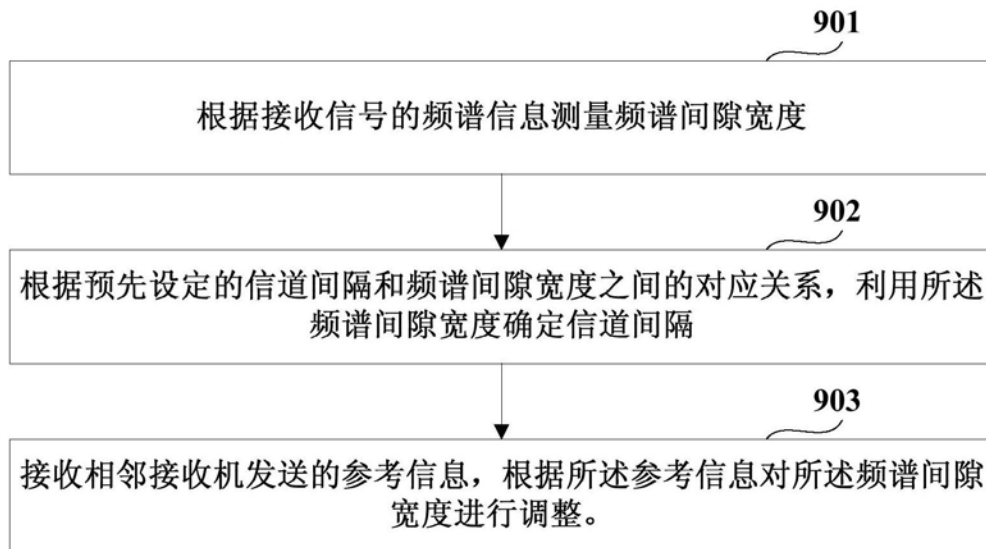 901
根据接收信号的频谱信息测量频谱间隙宽度
902
根据预先设定的信道间隔和频谱间隙宽度之间的对应关系，利用所述
频谱间隙宽度确定信道间隔
903
接收相邻接收机发送的参考信息，根据所述参考信息对所述频谱间隙
宽度进行调整。